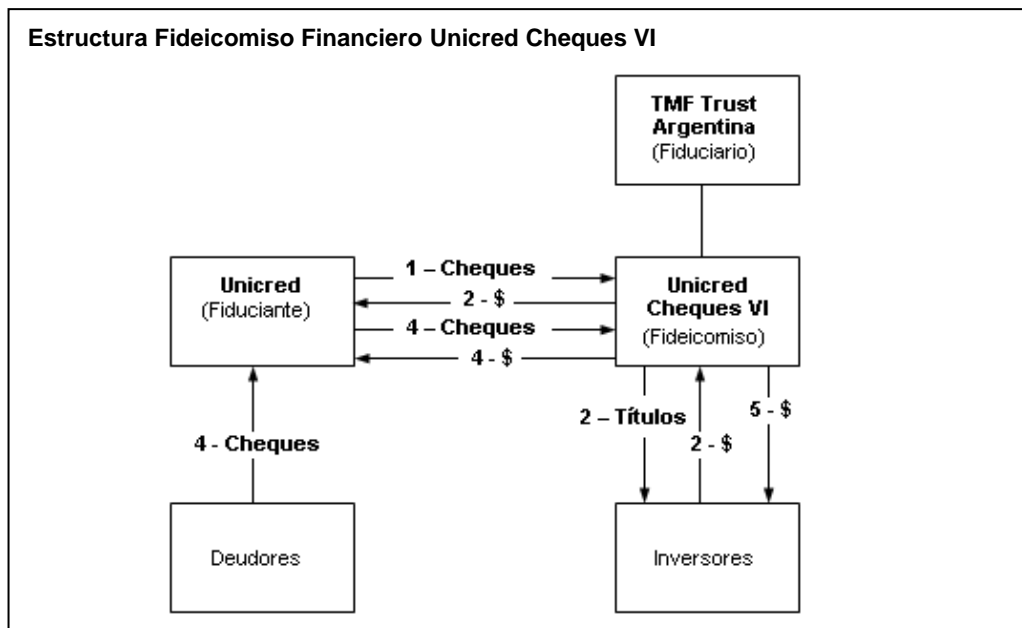 Estructura Fideicomiso Financiero Unicred Cheques VI
TMF Trust
Argentina
(Fiduciario)
Unicred
(Fiduciante)
1 – Cheques
2 - $
4 – Cheques
4 - $
Unicred
Cheques VI
(Fideicomiso)
4 - Cheques
2 – Títulos
2 - $
5 - $
Deudores
Inversores